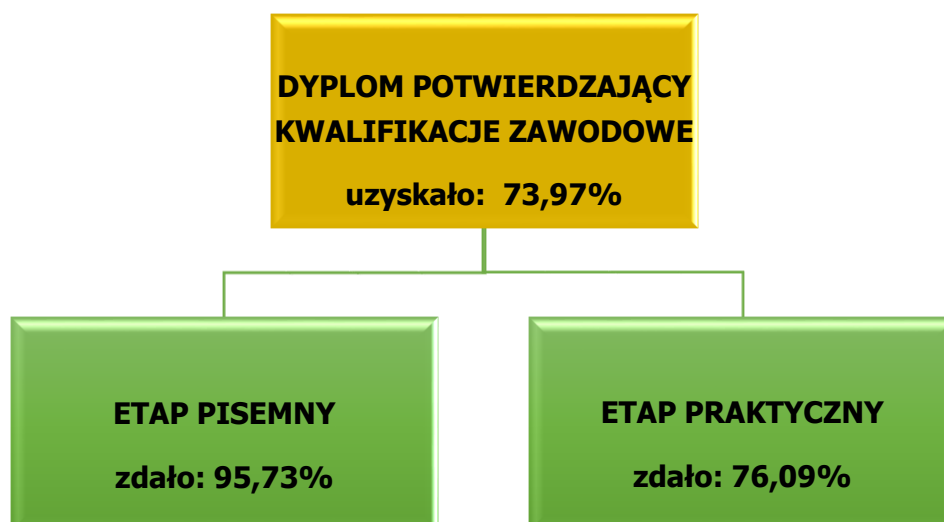 DYPLOM POTWIERDZAJĄCY
KWALIFIKACJE ZAWODOWE
uzyskało: 73,97%
ETAP PISEMNY
zdało: 95,73%
ETAP PRAKTYCZNY
zdało: 76,09%